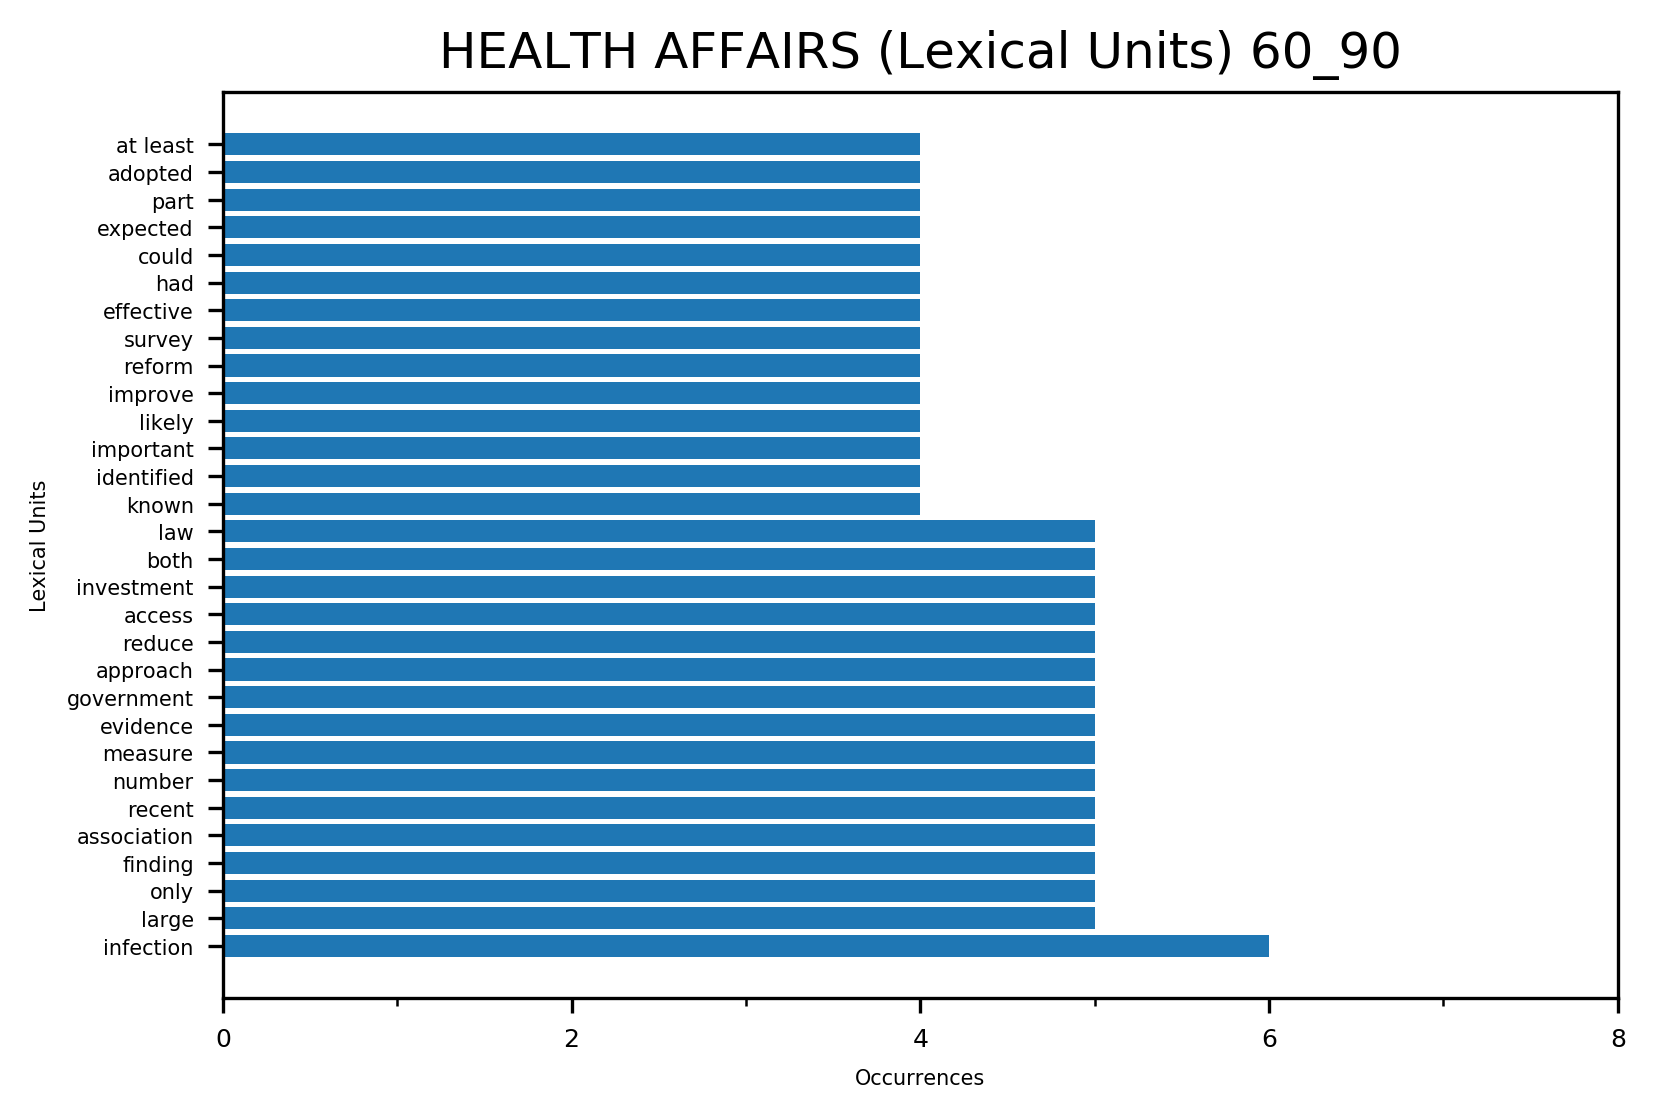 HEALTH AFFAIRS (Lexical Units) 60_90
Lexical Units
at least
adopted
part
expected
could
had
effective
survey
reform
improve
likely
important
identified
known
law
both
investment
access
reduce
approach
government
evidence
measure
number
recent
association
finding
only
large
infection
0 2 4 6 8
Occurrences